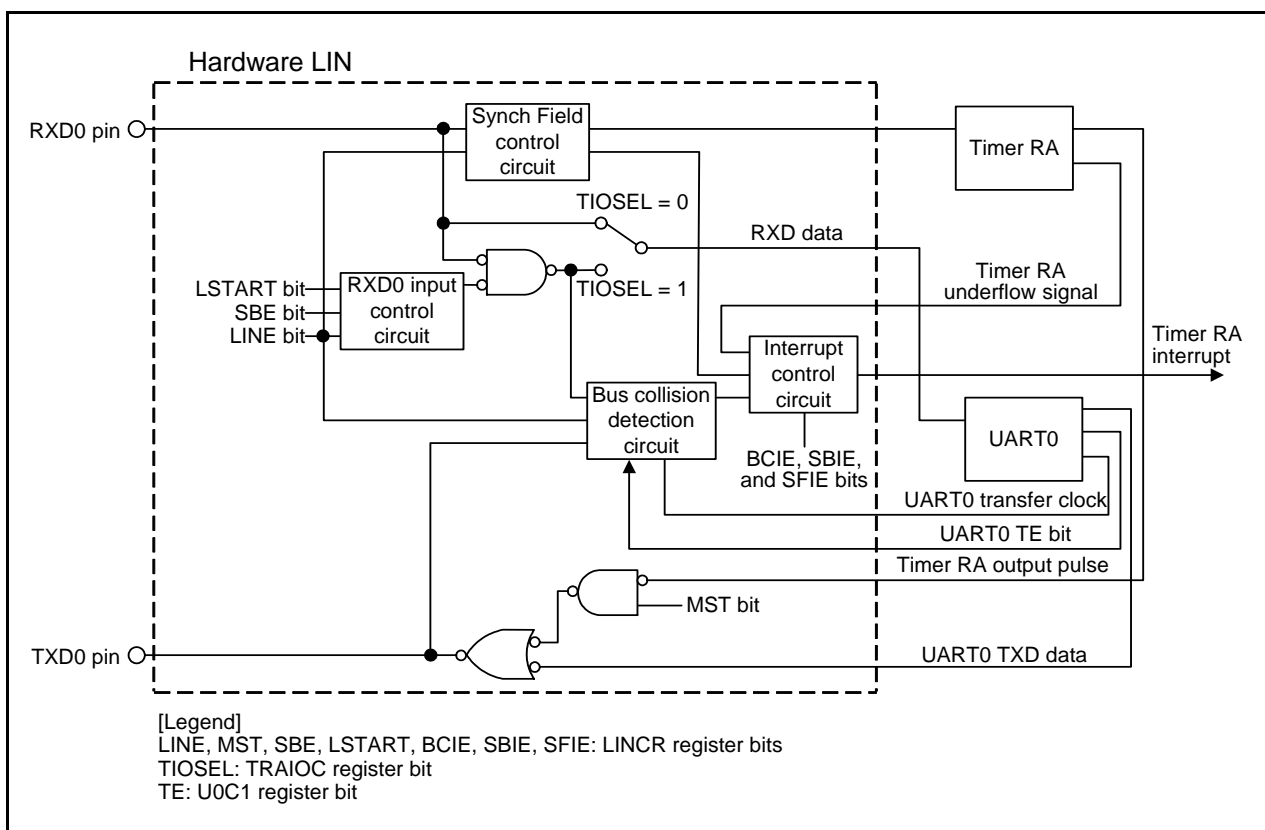 Hardware LIN
RXD0 pin
Synch Field
control
circuit
Timer RA
TIOSEL = 0
RXD data
LSTART bit
SBE bit
LINE bit
RXD0 input
control
circuit
TIOSEL = 1
Timer RA
underflow signal
Timer RA
interrupt
Interrupt
control
circuit
Bus collision
detection
circuit
UART0
BCIE, SBIE,
and SFIE bits
UART0 transfer clock
UART0 TE bit
Timer RA output pulse
MST bit
TXD0 pin
UART0 TXD data
[Legend]
LINE, MST, SBE, LSTART, BCIE, SBIE, SFIE: LINCR register bits
TIOSEL: TRAIOC register bit
TE: U0C1 register bit